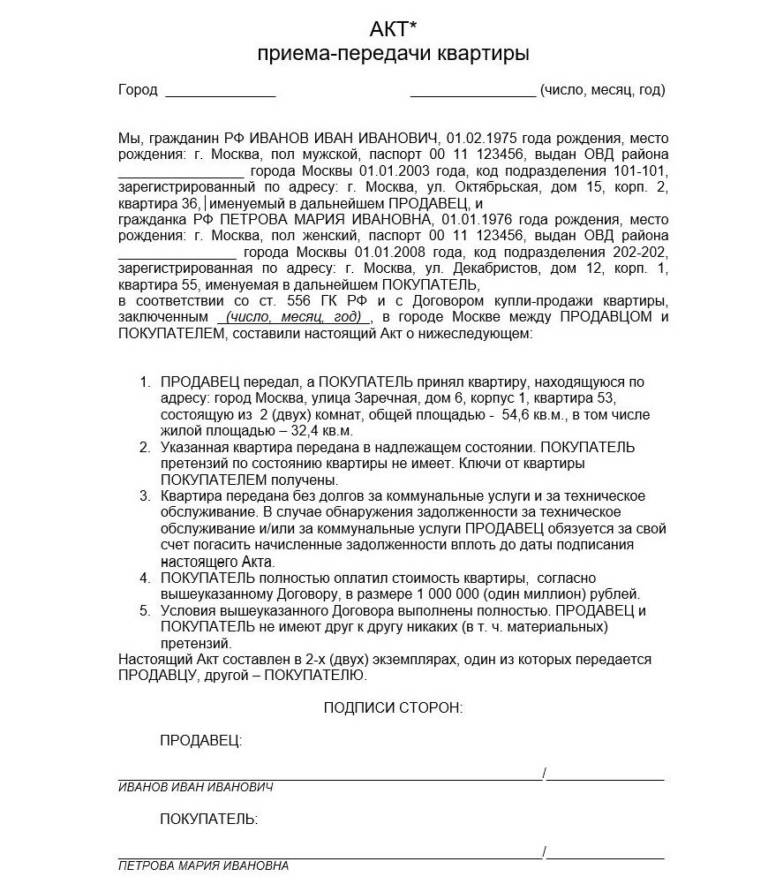 АКТ*
приема-передачи квартиры
Город ______________ ________________ (число, месяц, год)
Мы, гражданин РФ ИВАНОВ ИВАН ИВАНОВИЧ, 01.02.1975 года рождения, место
рождения: г. Москва, пол мужской, паспорт 00 11 123456, выдан ОВД района
________________ города Москвы 01.01.2003 года, код подразделения 101-101,
зарегистрированный по адресу: г. Москва, ул. Октябрьская, дом 15, корп. 2,
квартира 36, именуемый в дальнейшем ПРОДАВЕЦ, и
гражданка РФ ПЕТРОВА МАРИЯ ИВАНОВНА, 01.01.1976 года рождения, место
рождения: г. Москва, пол женский, паспорт 00 11 123456, выдан ОВД района
_______________ города Москвы 01.01.2008 года, код подразделения 202-202,
зарегистрированная по адресу: г. Москва, ул. Декабристов, дом 12, корп. 1,
квартира 55, именуемая в дальнейшем ПОКУПАТЕЛЬ,
в соответствии со ст. 556 ГК РФ и с Договором купли-продажи квартиры,
заключенным _(число, месяц, год)_, в городе Москве между ПРОДАВЦОМ и
ПОКУПАТЕЛЕМ, составили настоящий Акт о нижеследующем:
1. ПРОДАВЕЦ передал, а ПОКУПАТЕЛЬ принял квартиру, находящуюся по
адресу: город Москва, улица Заречная, дом 6, корпус 1, квартира 53,
состоящую из 2 (двух) комнат, общей площадью - 54,6 кв.м., в том числе
жилой площадью – 32,4 кв.м.
2. Указанная квартира передана в надлежащем состоянии. ПОКУПАТЕЛЬ
претензий по состоянию квартиры не имеет. Ключи от квартиры
ПОКУПАТЕЛЕМ получены.
3. Квартира передана без долгов за коммунальные услуги и за техническое
обслуживание. В случае обнаружения задолженности за техническое
обслуживание и/или за коммунальные услуги ПРОДАВЕЦ обязуется за свой
счет погасить начисленные задолженности вплоть до даты подписания
настоящего Акта.
4. ПОКУПАТЕЛЬ полностью оплатил стоимость квартиры, согласно
вышеуказанному Договору, в размере 1 000 000 (один миллион) рублей.
5. Условия вышеуказанного Договора выполнены полностью. ПРОДАВЕЦ и
ПОКУПАТЕЛЬ не имеют друг к другу никаких (в т. ч. материальных)
претензий.
Настоящий Акт составлен в 2-х (двух) экземплярах, один из которых передается
ПРОДАВЦУ, другой – ПОКУПАТЕЛЮ.
ПОДПИСИ СТОРОН:
ПРОДАВЕЦ:
______________________________________________________/_______________
ИВАНОВ ИВАН ИВАНОВИЧ
ПОКУПАТЕЛЬ:
______________________________________________________/_______________
ПЕТРОВА МАРИЯ ИВАНОВНА